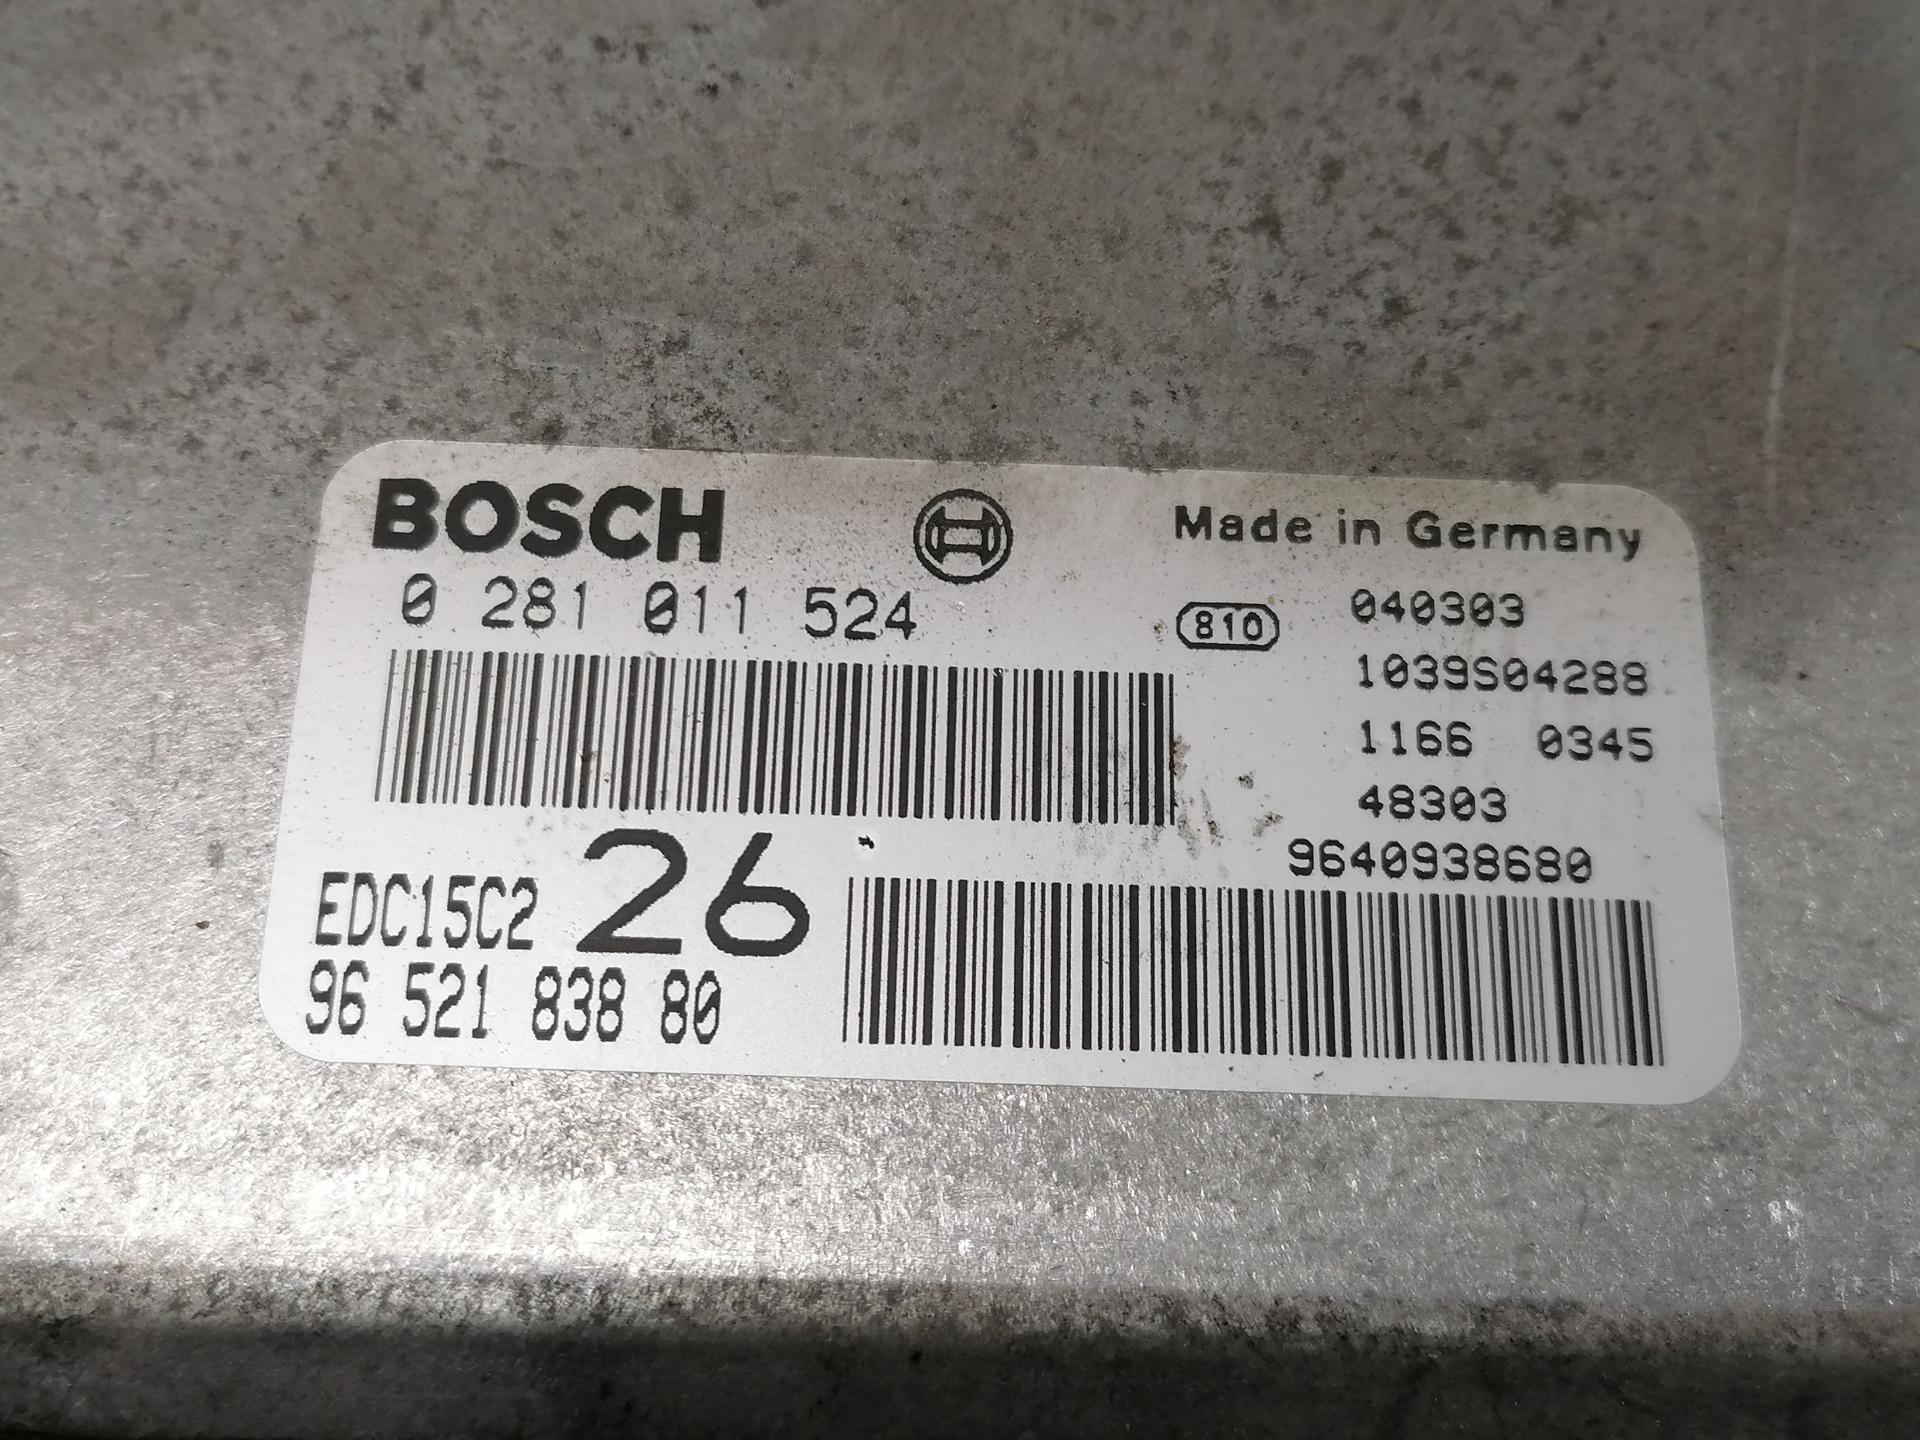 BOSCH
Made in Germany
0 281 011 524
810
040303
1039S04288
1166 0345
48303
9640938680
EDC15C2 26
96 521 838 80